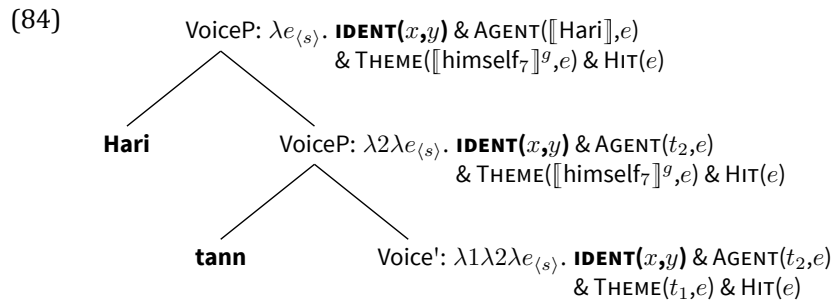 (84)
VoiceP: λe⟨s⟩. IDENT(x,y) & AGENT(⟦Hari⟧,e)
& THEME(⟦himself₇⟧ᵍ,e) & HIT(e)
Hari
VoiceP: λ2λe⟨s⟩. IDENT(x,y) & AGENT(t₂,e)
& THEME(⟦himself₇⟧ᵍ,e) & HIT(e)
tann
Voice': λ1λ2λe⟨s⟩. IDENT(x,y) & AGENT(t₂,e)
& THEME(t₁,e) & HIT(e)